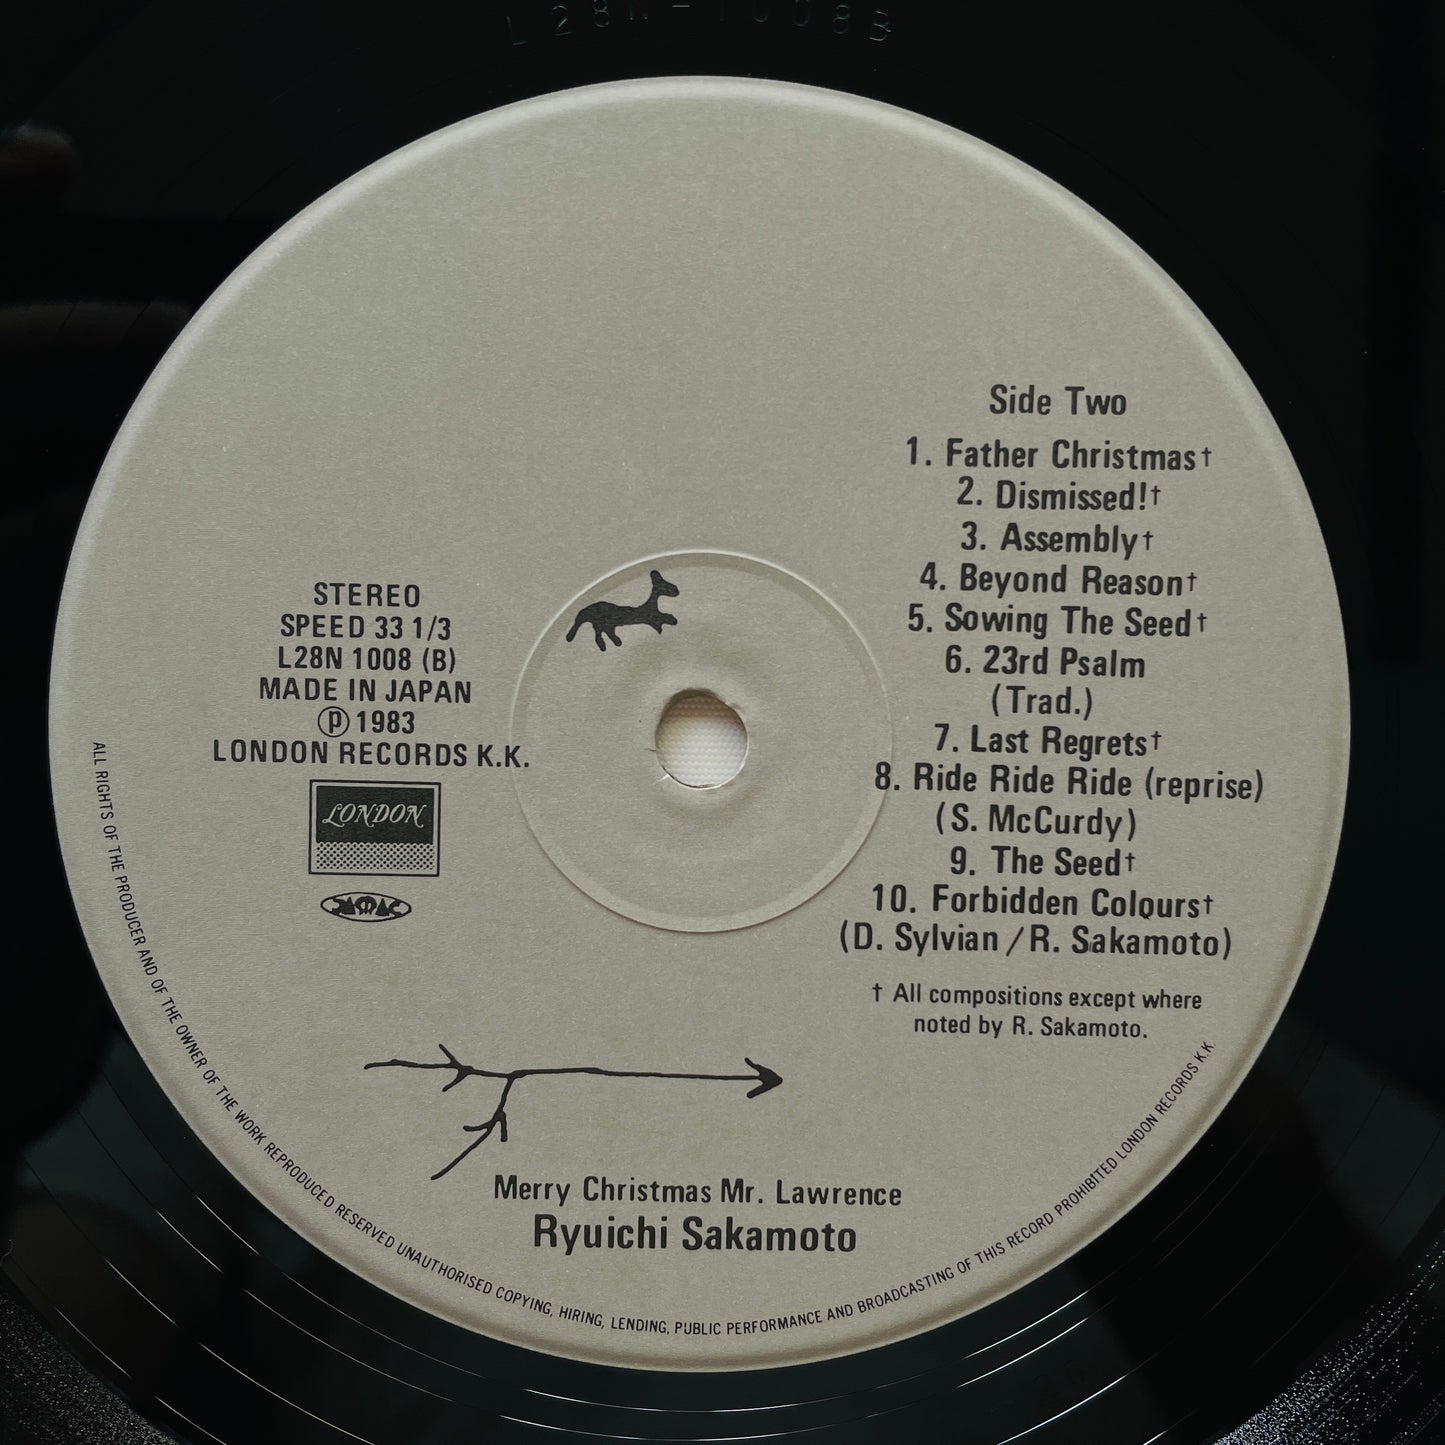 L28N-1008B
Side Two
1. Father Christmas†
2. Dismissed!†
3. Assembly†
4. Beyond Reason†
5. Sowing The Seed†
6. 23rd Psalm
(Trad.)
7. Last Regrets†
8. Ride Ride Ride (reprise)
(S. McCurdy)
9. The Seed†
10. Forbidden Colours†
(D. Sylvian / R. Sakamoto)
† All compositions except where
noted by R. Sakamoto.
STEREO
SPEED 33 1/3
L28N 1008 (B)
MADE IN JAPAN
Ⓟ 1983
LONDON RECORDS K.K.
LONDON
JASRAC
Merry Christmas Mr. Lawrence
Ryuichi Sakamoto
ALL RIGHTS OF THE PRODUCER AND OF THE OWNER OF THE WORK REPRODUCED RESERVED UNAUTHORISED COPYING, HIRING, LENDING, PUBLIC PERFORMANCE AND BROADCASTING OF THIS RECORD PROHIBITED LONDON RECORDS K.K.